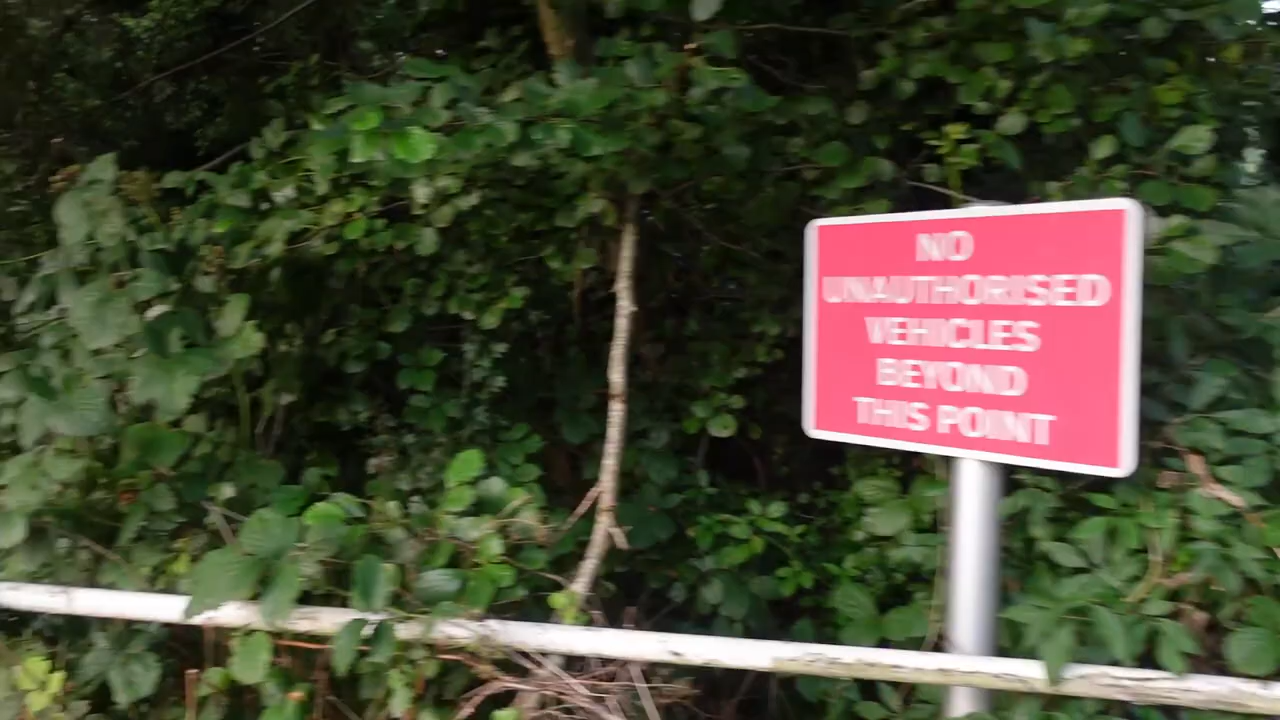 NO
UNAUTHORISED
VEHICLES
BEYOND
THIS POINT